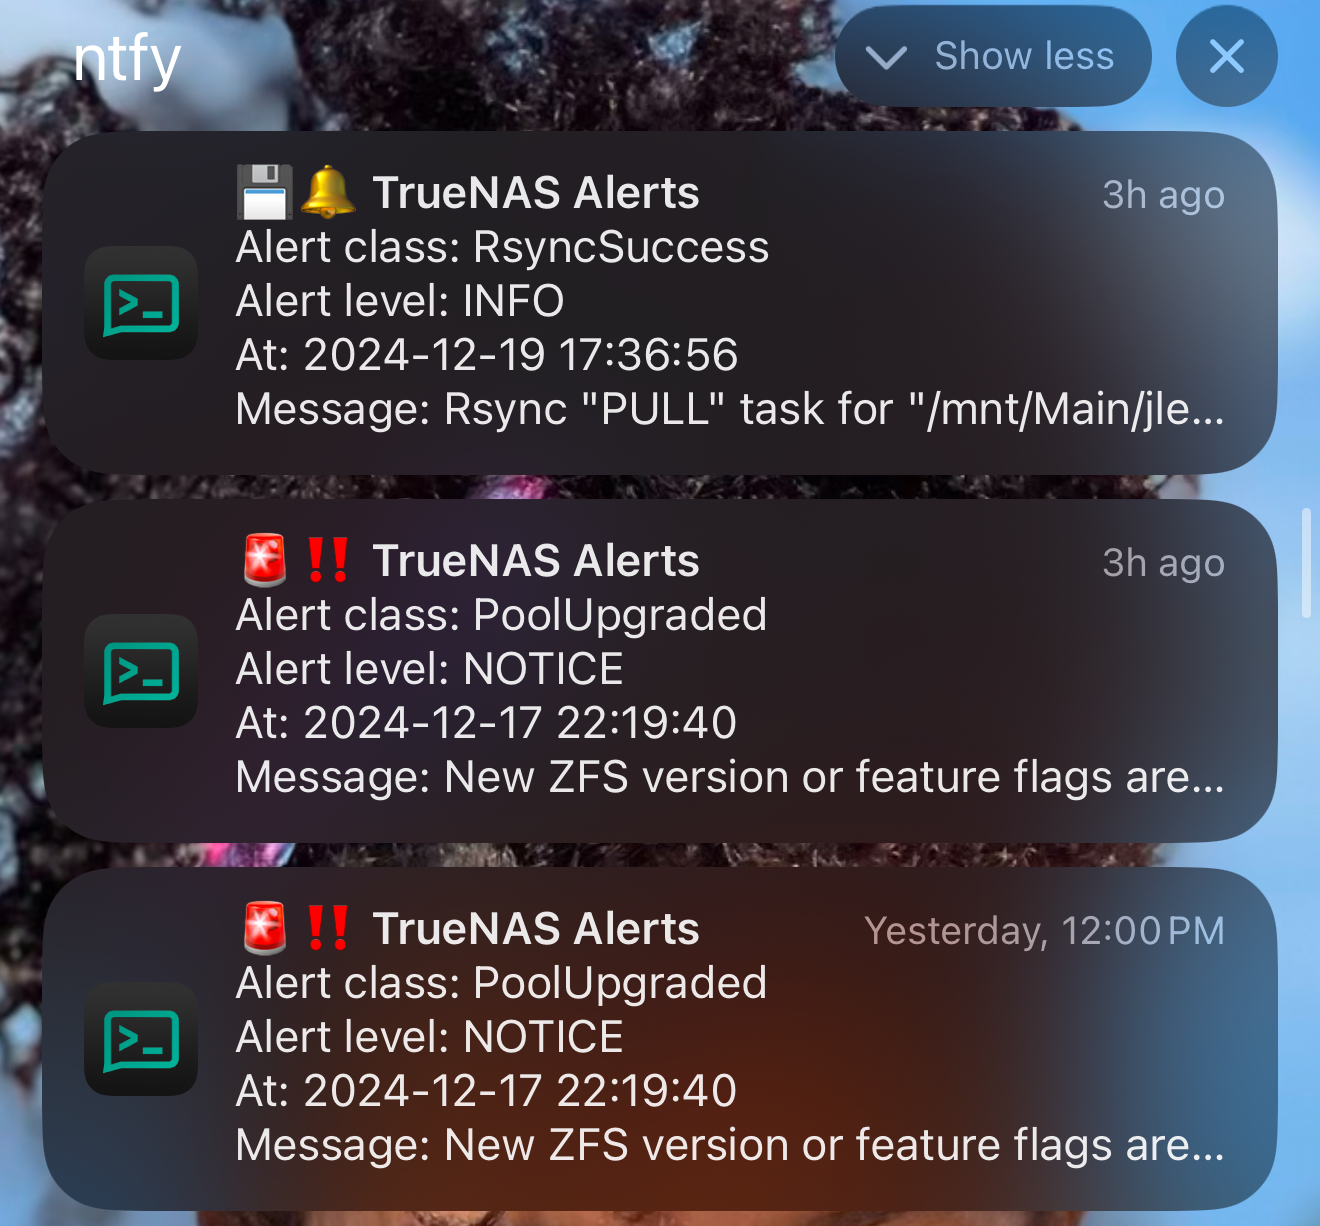 ntfy
Show less
💾🔔 TrueNAS Alerts 3h ago
Alert class: RsyncSuccess
Alert level: INFO
At: 2024-12-19 17:36:56
Message: Rsync "PULL" task for "/mnt/Main/jle...
🚨‼️ TrueNAS Alerts 3h ago
Alert class: PoolUpgraded
Alert level: NOTICE
At: 2024-12-17 22:19:40
Message: New ZFS version or feature flags are...
🚨‼️ TrueNAS Alerts Yesterday, 12:00 PM
Alert class: PoolUpgraded
Alert level: NOTICE
At: 2024-12-17 22:19:40
Message: New ZFS version or feature flags are...